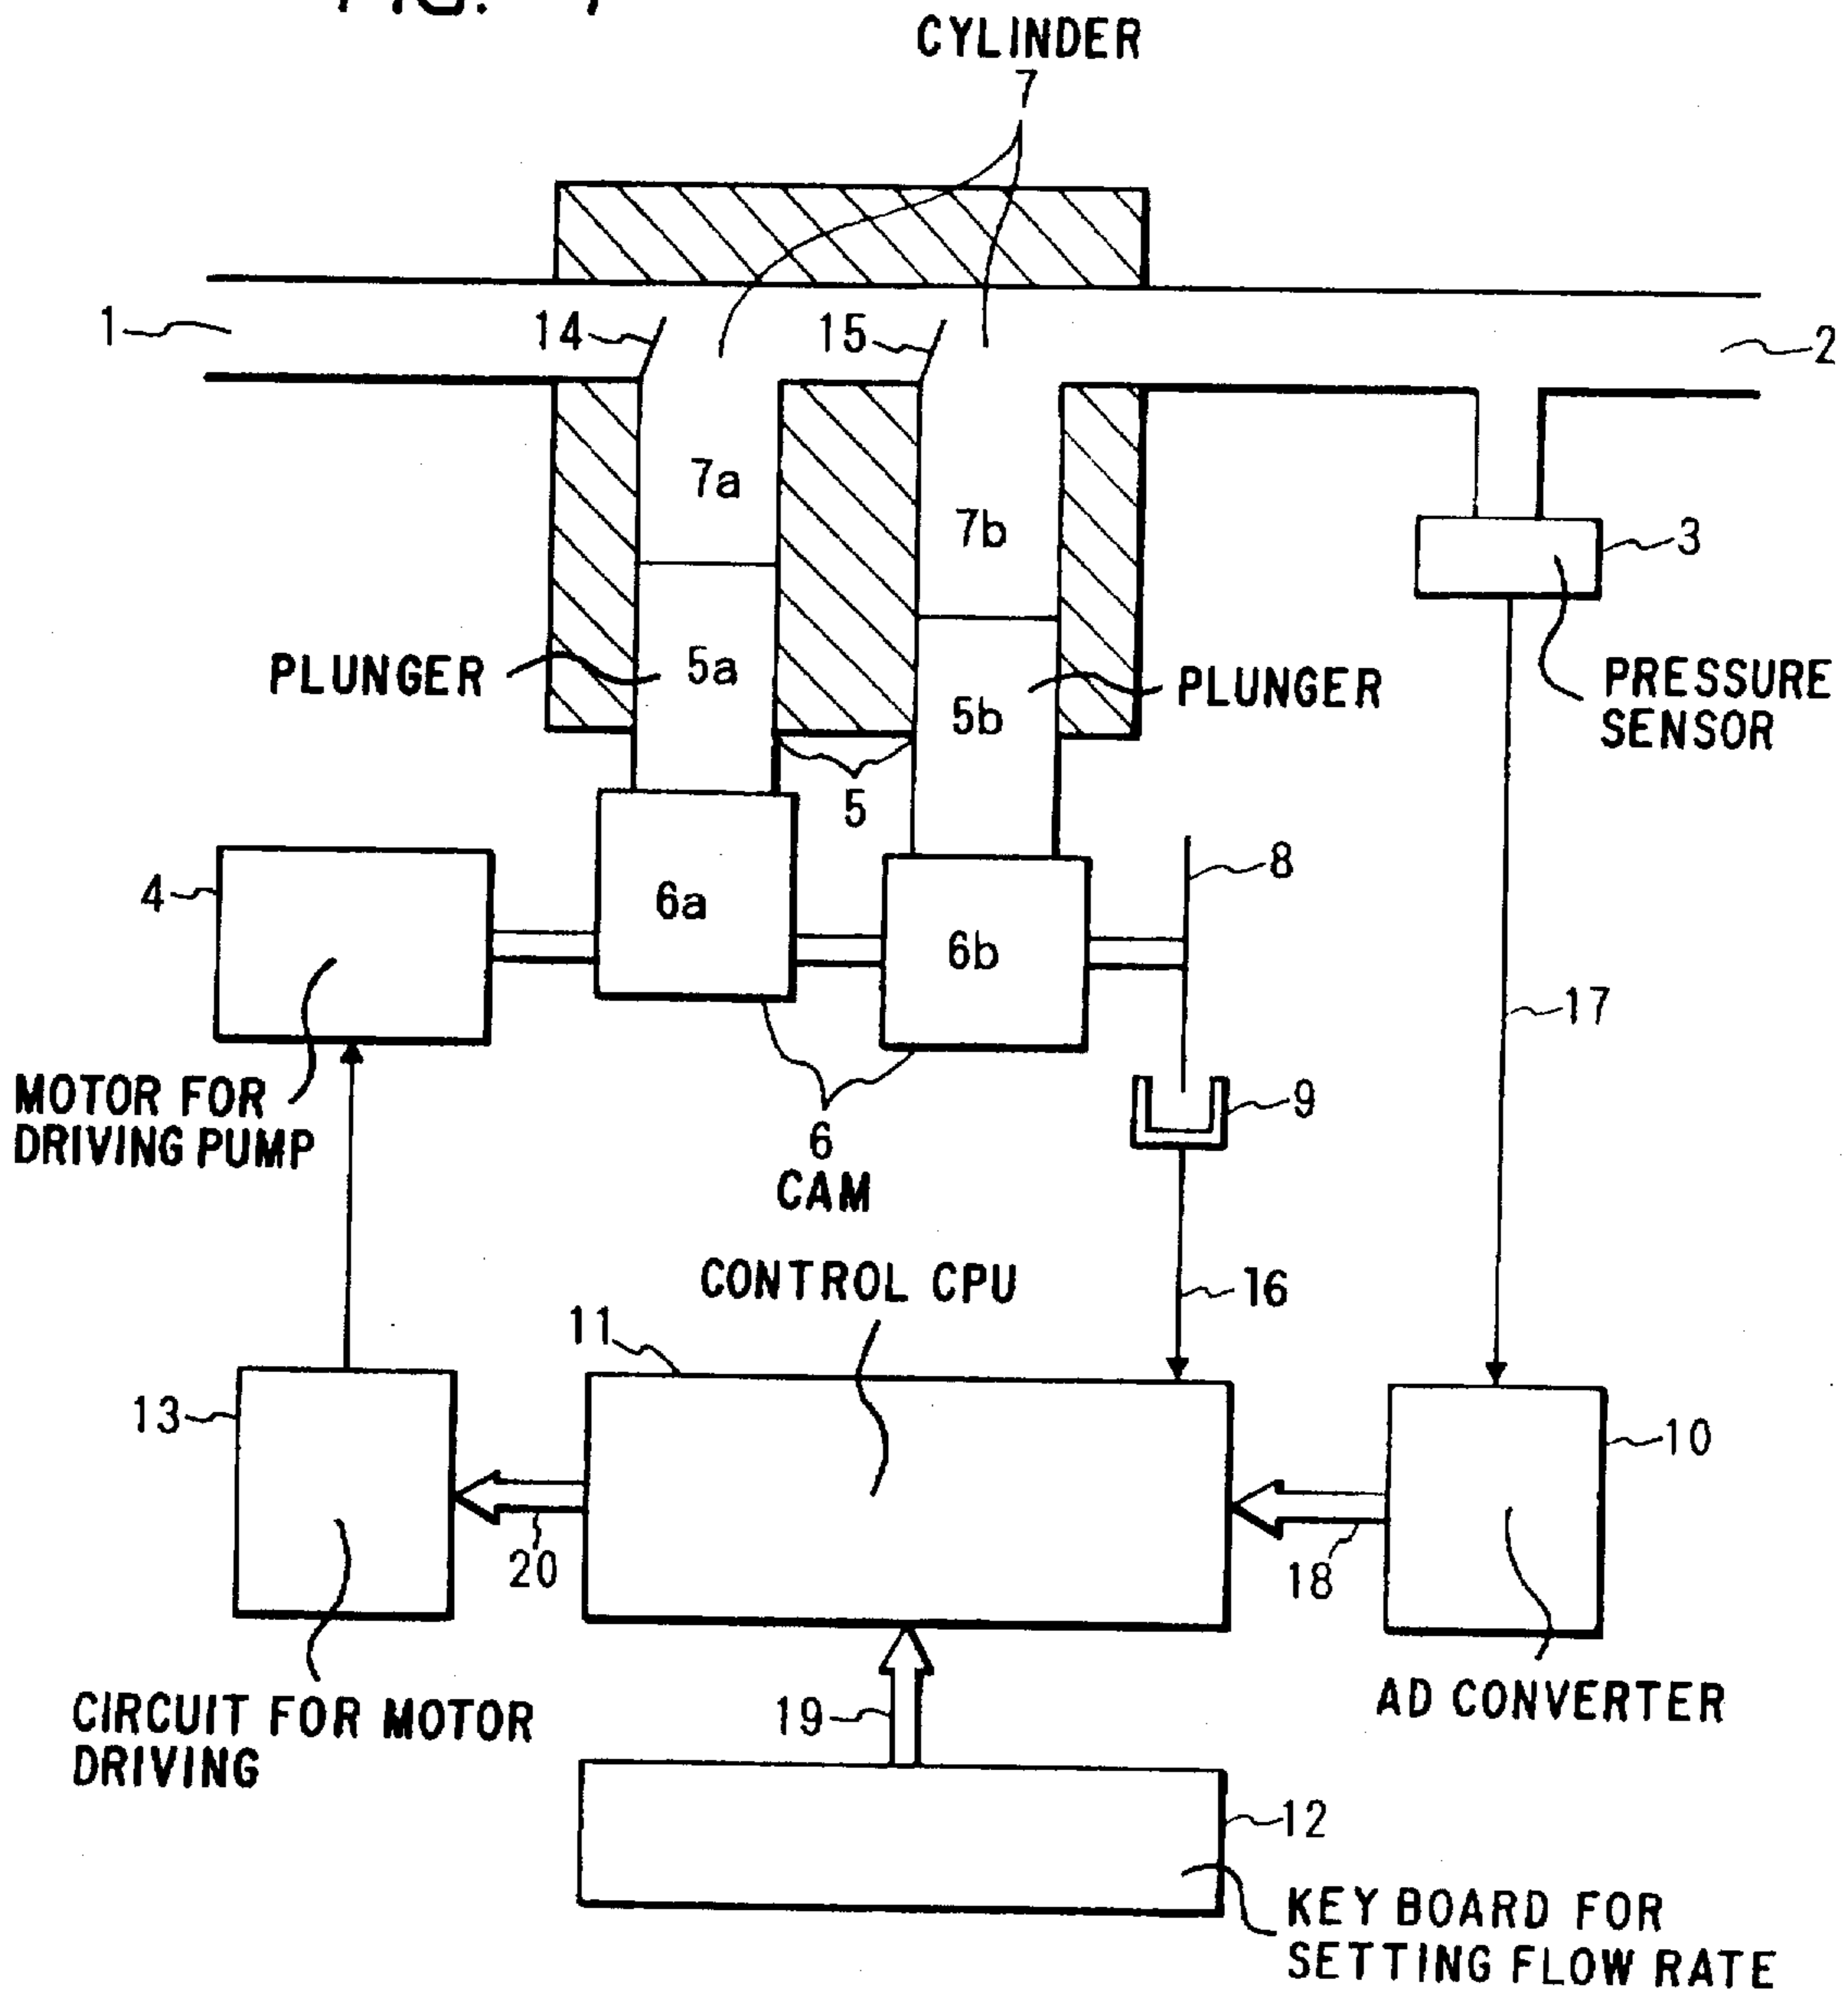 CYLINDER
7
1
14
15
2
7a
7b
3
PLUNGER
5a
5b
PLUNGER
PRESSURE
SENSOR
5
4
6a
6b
8
17
MOTOR FOR
DRIVING PUMP
9
6
CAM
CONTROL CPU
16
11
13
10
20
18
CIRCUIT FOR MOTOR
DRIVING
19
AD CONVERTER
12
KEY BOARD FOR
SETTING FLOW RATE